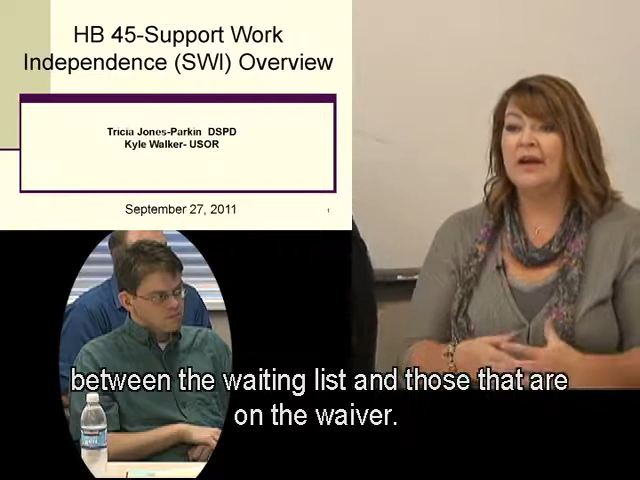 HB 45-Support Work
Independence (SWI) Overview
Tricia Jones-Parkin  DSPD
Kyle Walker- USOR
September 27, 2011
1
between the waiting list and those that are
on the waiver.